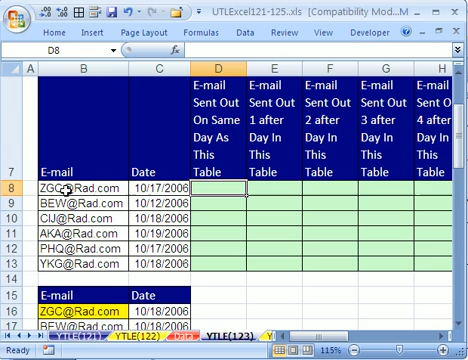 UTLExcel121-125..xls [Compatibility Mod...M
Home Insert Page Layout Formulas Data Review View Developer
D8 fx
A B C D E F G H
E-mail E-mail E-mail E-mail E-mail
Sent Out Sent Out Sent Out Sent Out Sent Out
On Same 1 after 2 after 3 after 4 after
Day As Day In Day In Day In Day In
This This This This This
7 E-mail Date Table Table Table Table Table
8 ZGC@Rad.com 10/17/2006
9 BEW@Rad.com 10/12/2006
10 CIJ@Rad.com 10/18/2006
11 AKA@Rad.com 10/19/2006
12 PHQ@Rad.com 10/17/2006
13 YKG@Rad.com 10/18/2006
14
15 E-mail Date
16 ZGC@Rad.com 10/18/2006
17 BEW@Rad.com 10/18/2006
YTLE(121) YTLE (122) Data YTLE (123) Y
Ready 115%